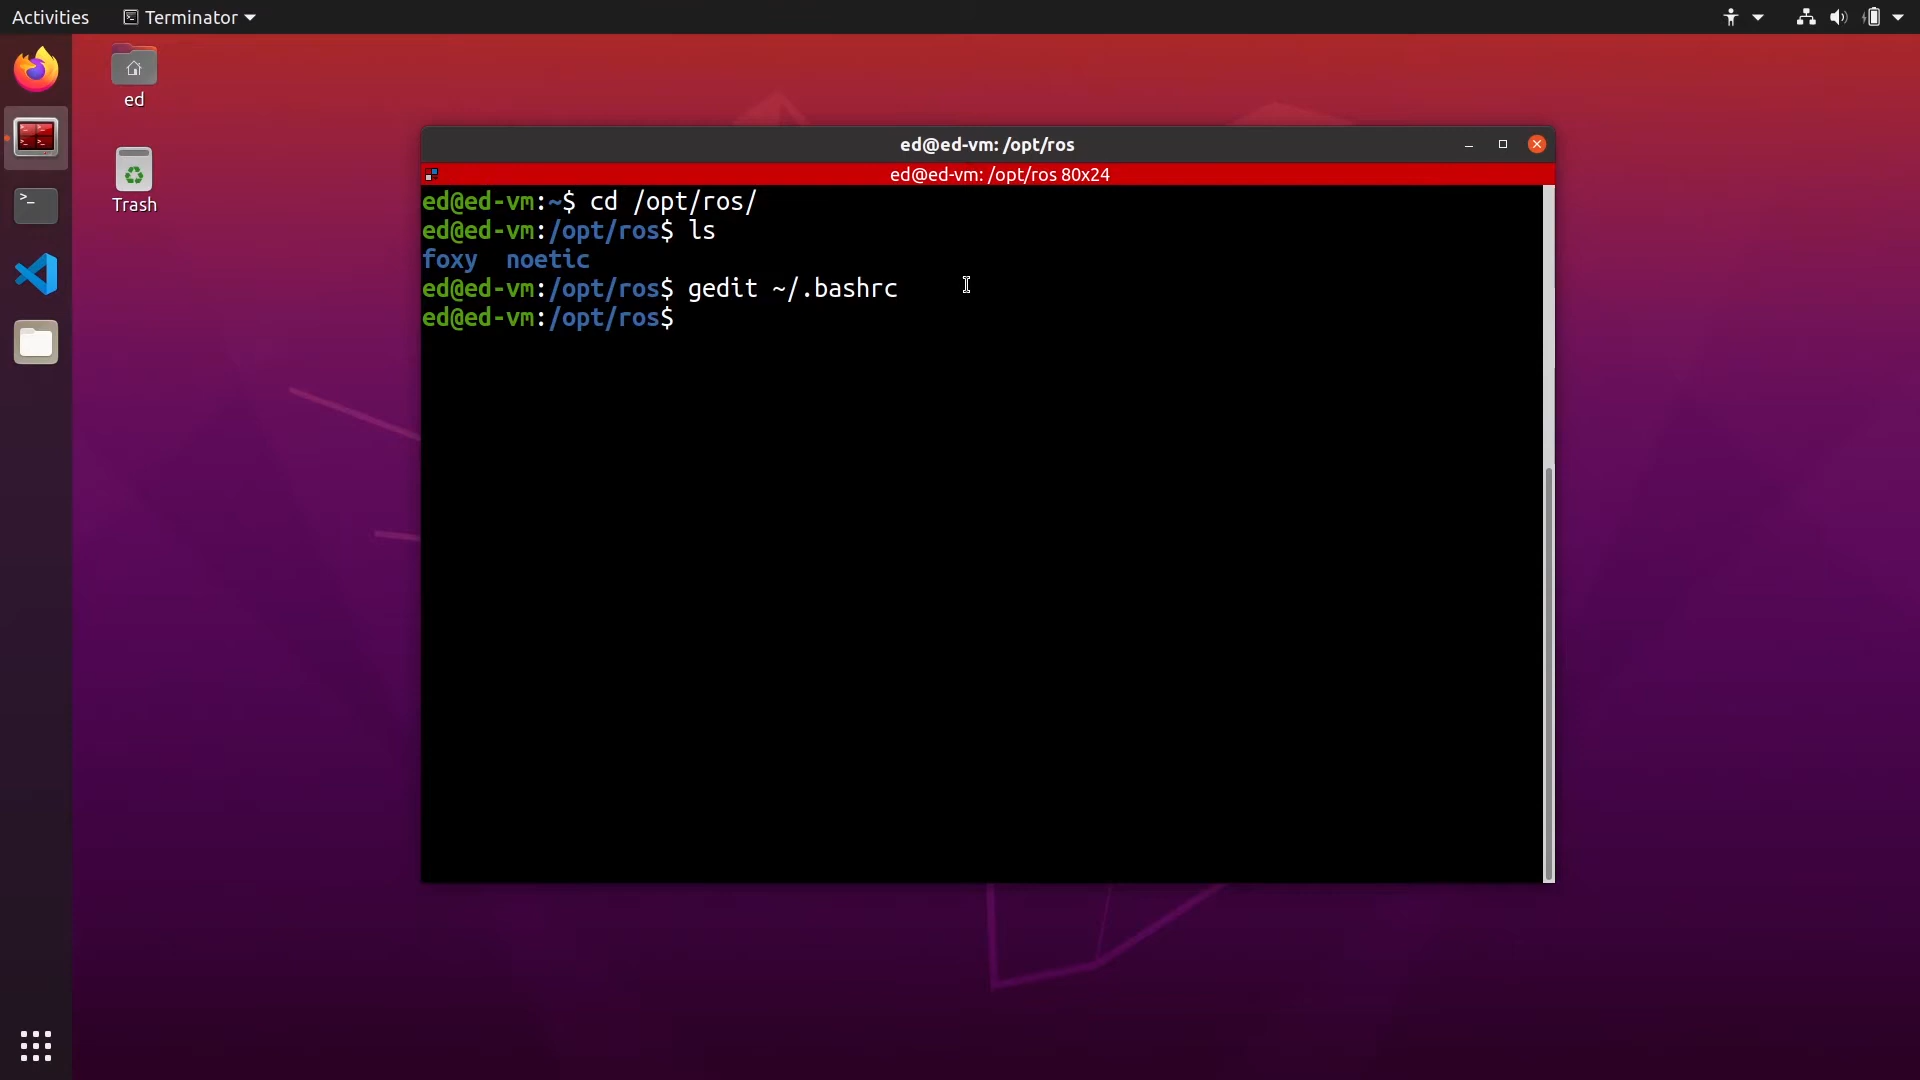 Activities
Terminator
ed
Trash
ed@ed-vm: /opt/ros
ed@ed-vm: /opt/ros 80x24
ed@ed-vm:~$ cd /opt/ros/
ed@ed-vm:/opt/ros$ ls
foxy  noetic
ed@ed-vm:/opt/ros$ gedit ~/.bashrc
ed@ed-vm:/opt/ros$